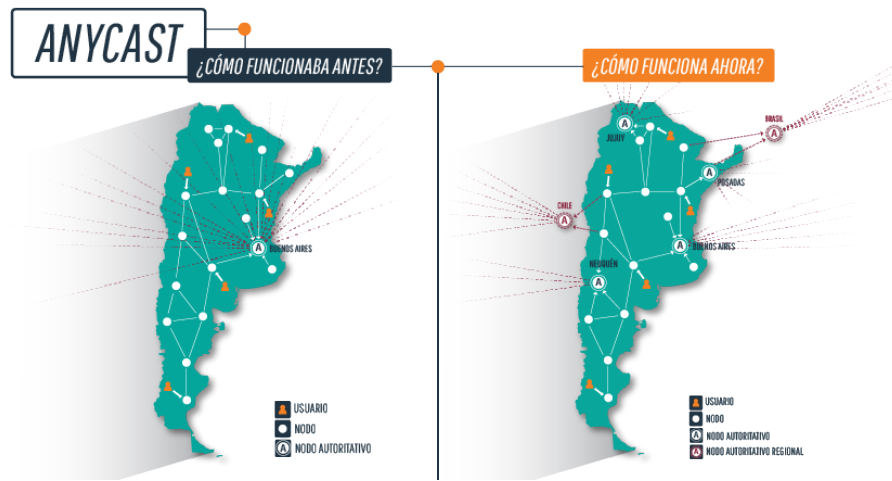 ANYCAST
¿CÓMO FUNCIONABA ANTES?
A
BUENOS AIRES
USUARIO
NODO
A
NODO AUTORITATIVO
¿CÓMO FUNCIONA AHORA?
BRASIL
A
A
JUJUY
A
POSADAS
CHILE
A
A
BUENOS AIRES
NEUQUÉN
A
USUARIO
NODO
A
NODO AUTORITATIVO
A
NODO AUTORITATIVO REGIONAL